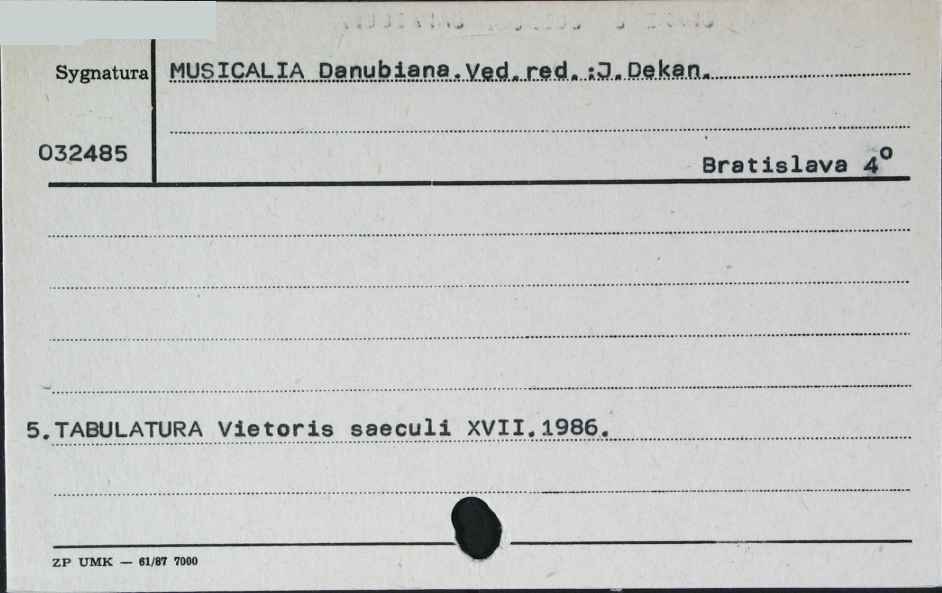 Sygnatura MUSICALIA Danubiana.Ved.red.:J.Dekan.
032485
Bratislava 4°
5.TABULATURA Vietoris saeculi XVII.1986.
ZP UMK — 61/87 7000